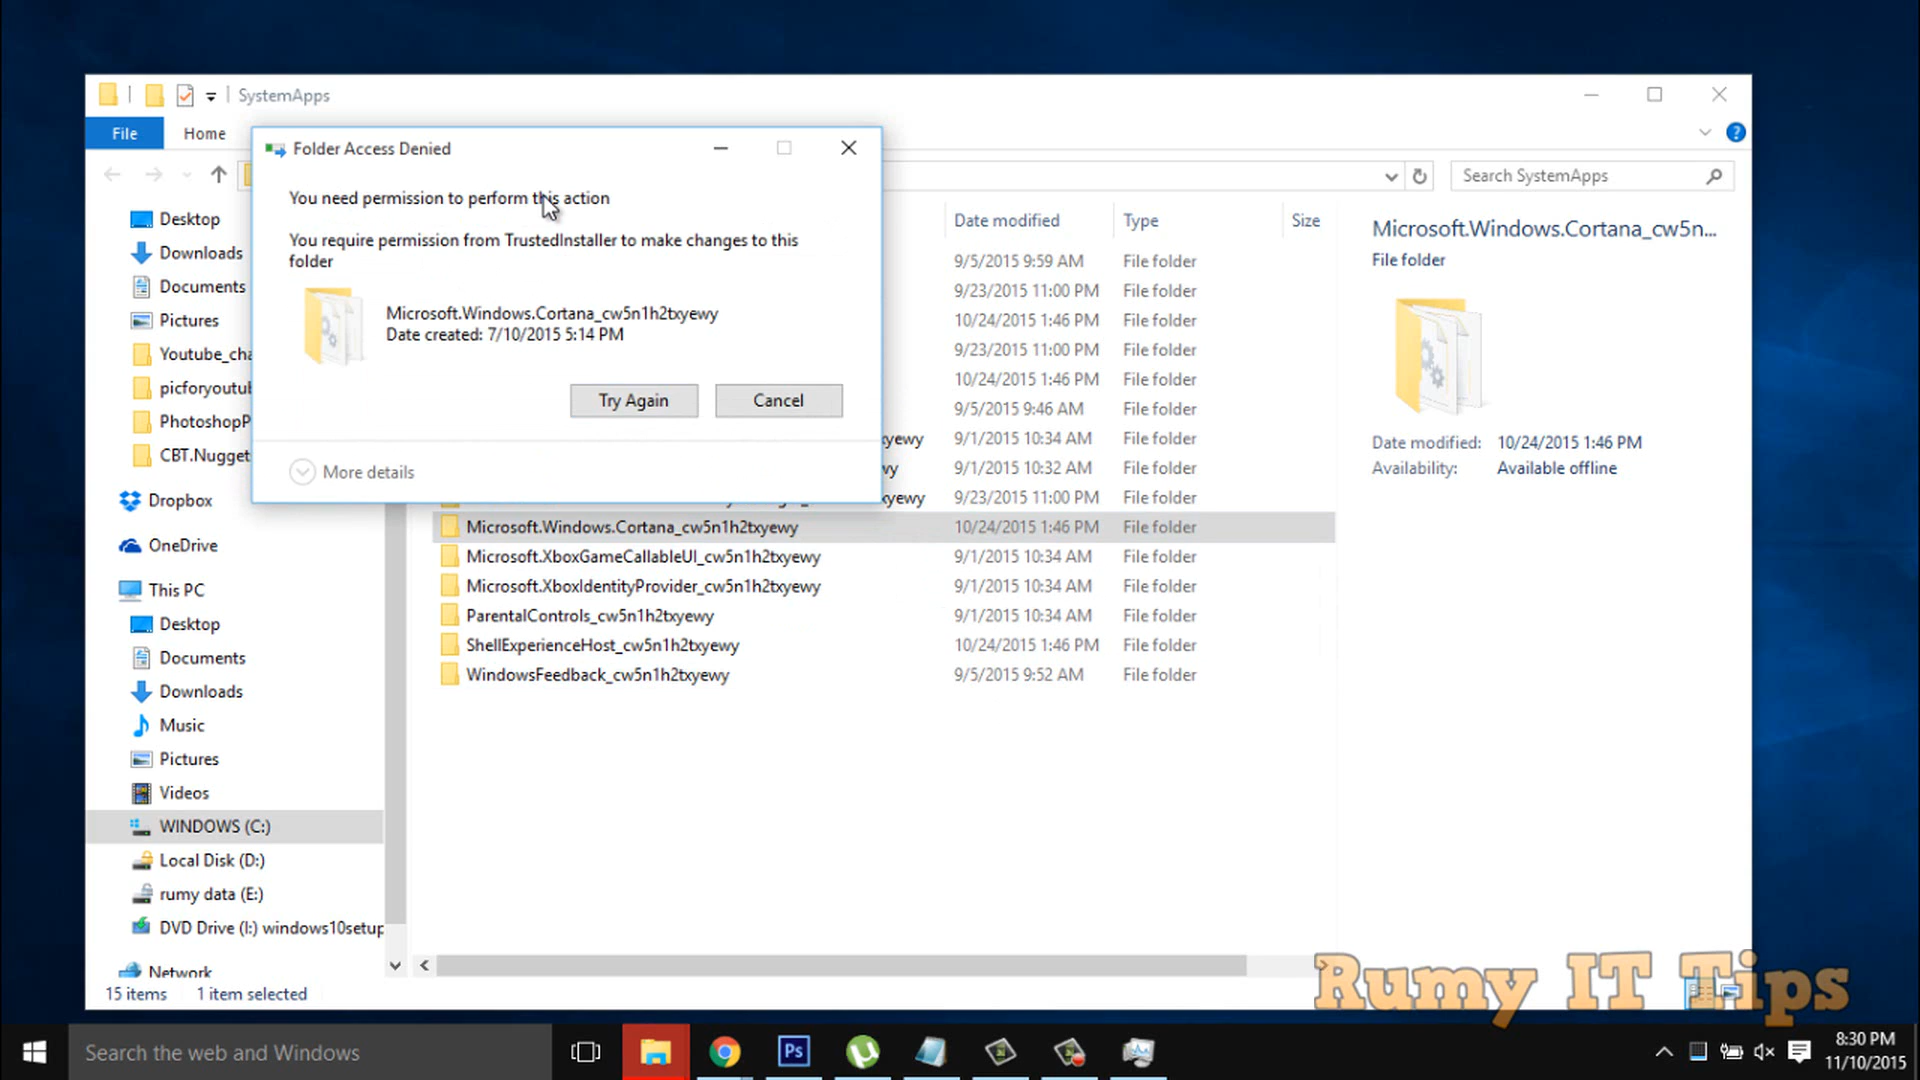 SystemApps
File
Home
Folder Access Denied
You need permission to perform this action
You require permission from TrustedInstaller to make changes to this
folder
Microsoft.Windows.Cortana_cw5n1h2txyewy
Date created: 7/10/2015 5:14 PM
Try Again
Cancel
More details
Search SystemApps
Desktop
Downloads
Documents
Pictures
Youtube_cha
picforyoutub
PhotoshopP
CBT.Nugget
Dropbox
OneDrive
This PC
Desktop
Documents
Downloads
Music
Pictures
Videos
WINDOWS (C:)
Local Disk (D:)
rumy data (E:)
DVD Drive (I:) windows10setup
Network
Date modified Type Size
9/5/2015 9:59 AM File folder
9/23/2015 11:00 PM File folder
10/24/2015 1:46 PM File folder
9/23/2015 11:00 PM File folder
10/24/2015 1:46 PM File folder
9/5/2015 9:46 AM File folder
yewy 9/1/2015 10:34 AM File folder
wy 9/1/2015 10:32 AM File folder
xyewy 9/23/2015 11:00 PM File folder
Microsoft.Windows.Cortana_cw5n1h2txyewy 10/24/2015 1:46 PM File folder
Microsoft.XboxGameCallableUI_cw5n1h2txyewy 9/1/2015 10:34 AM File folder
Microsoft.XboxIdentityProvider_cw5n1h2txyewy 9/1/2015 10:34 AM File folder
ParentalControls_cw5n1h2txyewy 9/1/2015 10:34 AM File folder
ShellExperienceHost_cw5n1h2txyewy 10/24/2015 1:46 PM File folder
WindowsFeedback_cw5n1h2txyewy 9/5/2015 9:52 AM File folder
Microsoft.Windows.Cortana_cw5n...
File folder
Date modified: 10/24/2015 1:46 PM
Availability: Available offline
15 items 1 item selected
Rumy IT Tips
Search the web and Windows
Ps
8:30 PM
11/10/2015